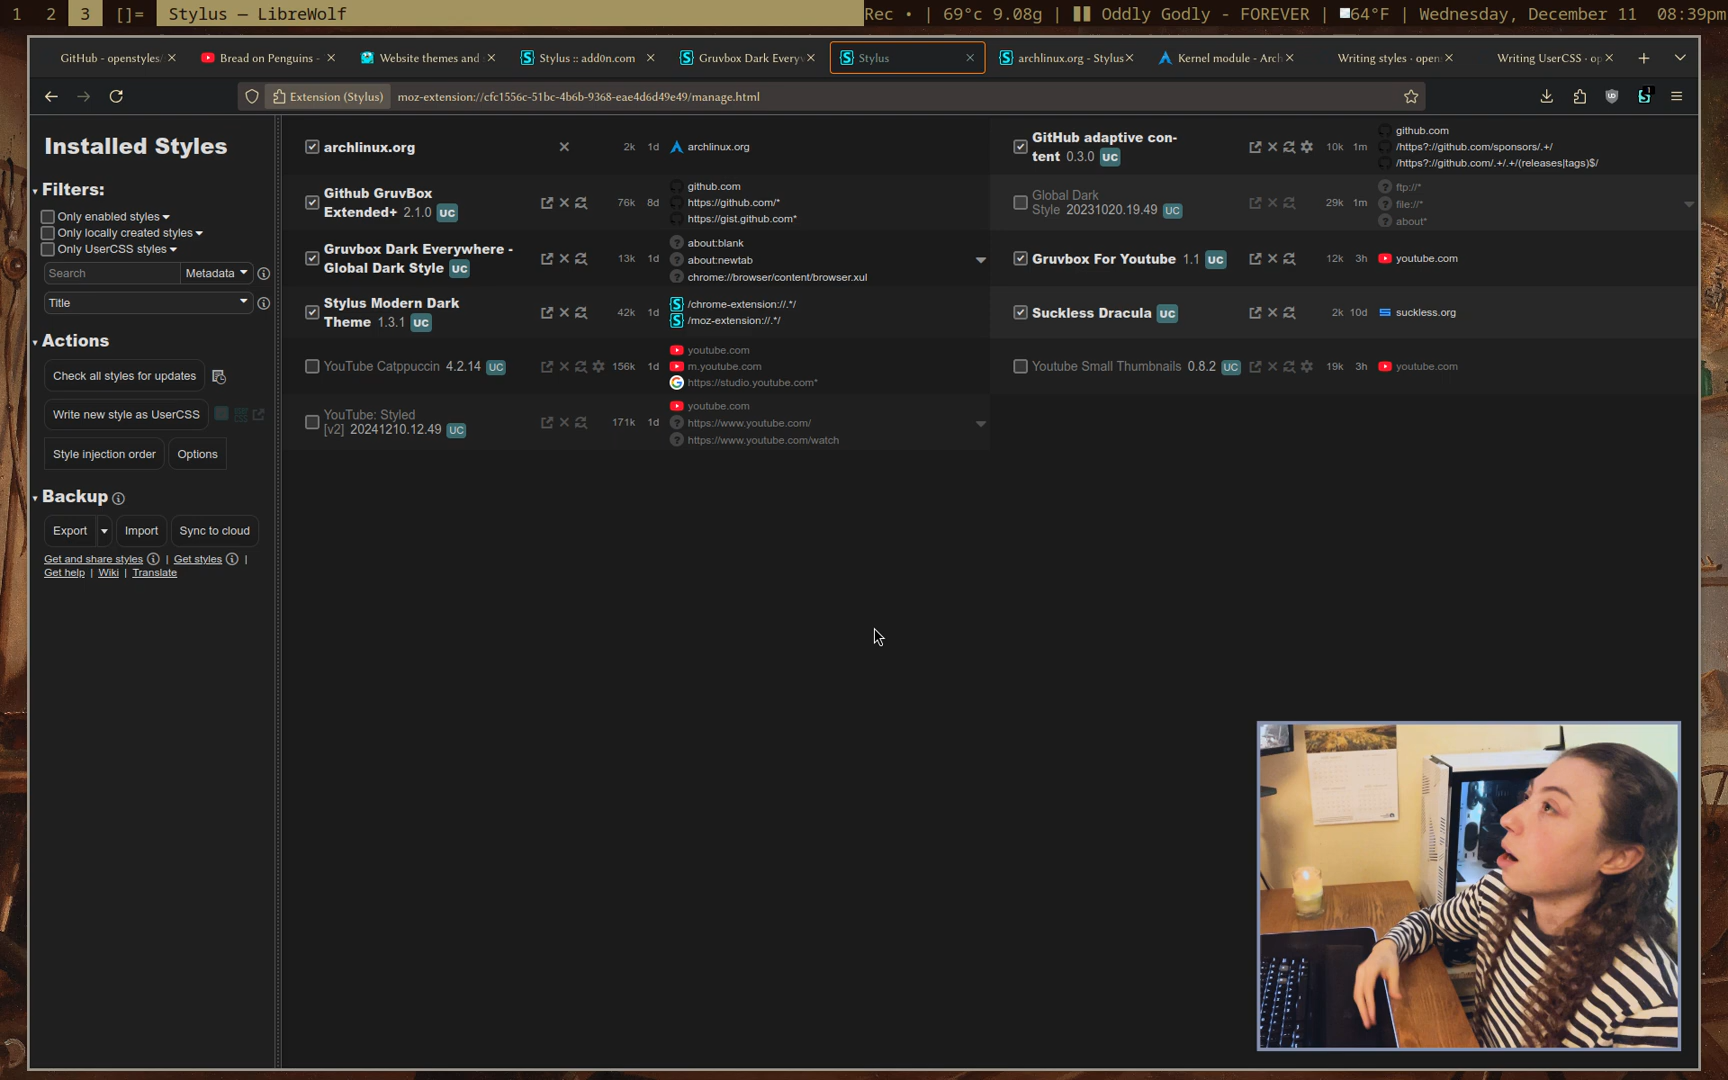 1 2 3 []= Stylus — LibreWolf Rec • | 69°c 9.08g | Oddly Godly - FOREVER | 64°F | Wednesday, December 11 08:39pm
GitHub - openstyles/
Bread on Penguins -
Website themes and
Stylus :: add0n.com
Gruvbox Dark Every
Stylus
archlinux.org - Stylus
Kernel module - Arch
Writing styles · open
Writing UserCSS · op
Extension (Stylus) moz-extension://cfc1556c-51bc-4b6b-9368-eae4d6d49e49/manage.html
Installed Styles
Filters:
Only enabled styles
Only locally created styles
Only UserCSS styles
Search Metadata
Title
Actions
Check all styles for updates
Write new style as UserCSS
Style injection order Options
Backup
Export Import Sync to cloud
Get and share styles | Get styles |
Get help | Wiki | Translate
archlinux.org 2k 1d archlinux.org
GitHub adaptive con-
tent 0.3.0 UC 10k 1m
github.com
/https?://github.com/sponsors/.+/
/https?://github.com/.+/.+/(releases|tags)$/
Github GruvBox
Extended+ 2.1.0 UC 76k 8d
github.com
https://github.com/*
https://gist.github.com*
Global Dark
Style 20231020.19.49 UC 29k 1m
ftp://*
file://*
about*
Gruvbox Dark Everywhere -
Global Dark Style UC 13k 1d
about:blank
about:newtab
chrome://browser/content/browser.xul
Gruvbox For Youtube 1.1 UC 12k 3h youtube.com
Stylus Modern Dark
Theme 1.3.1 UC 42k 1d
/chrome-extension://.*/
/moz-extension://.*/
Suckless Dracula UC 2k 10d suckless.org
YouTube Catppuccin 4.2.14 UC 156k 1d
youtube.com
m.youtube.com
https://studio.youtube.com*
Youtube Small Thumbnails 0.8.2 UC 19k 3h youtube.com
YouTube: Styled
[v2] 20241210.12.49 UC 171k 1d
youtube.com
https://www.youtube.com/
https://www.youtube.com/watch